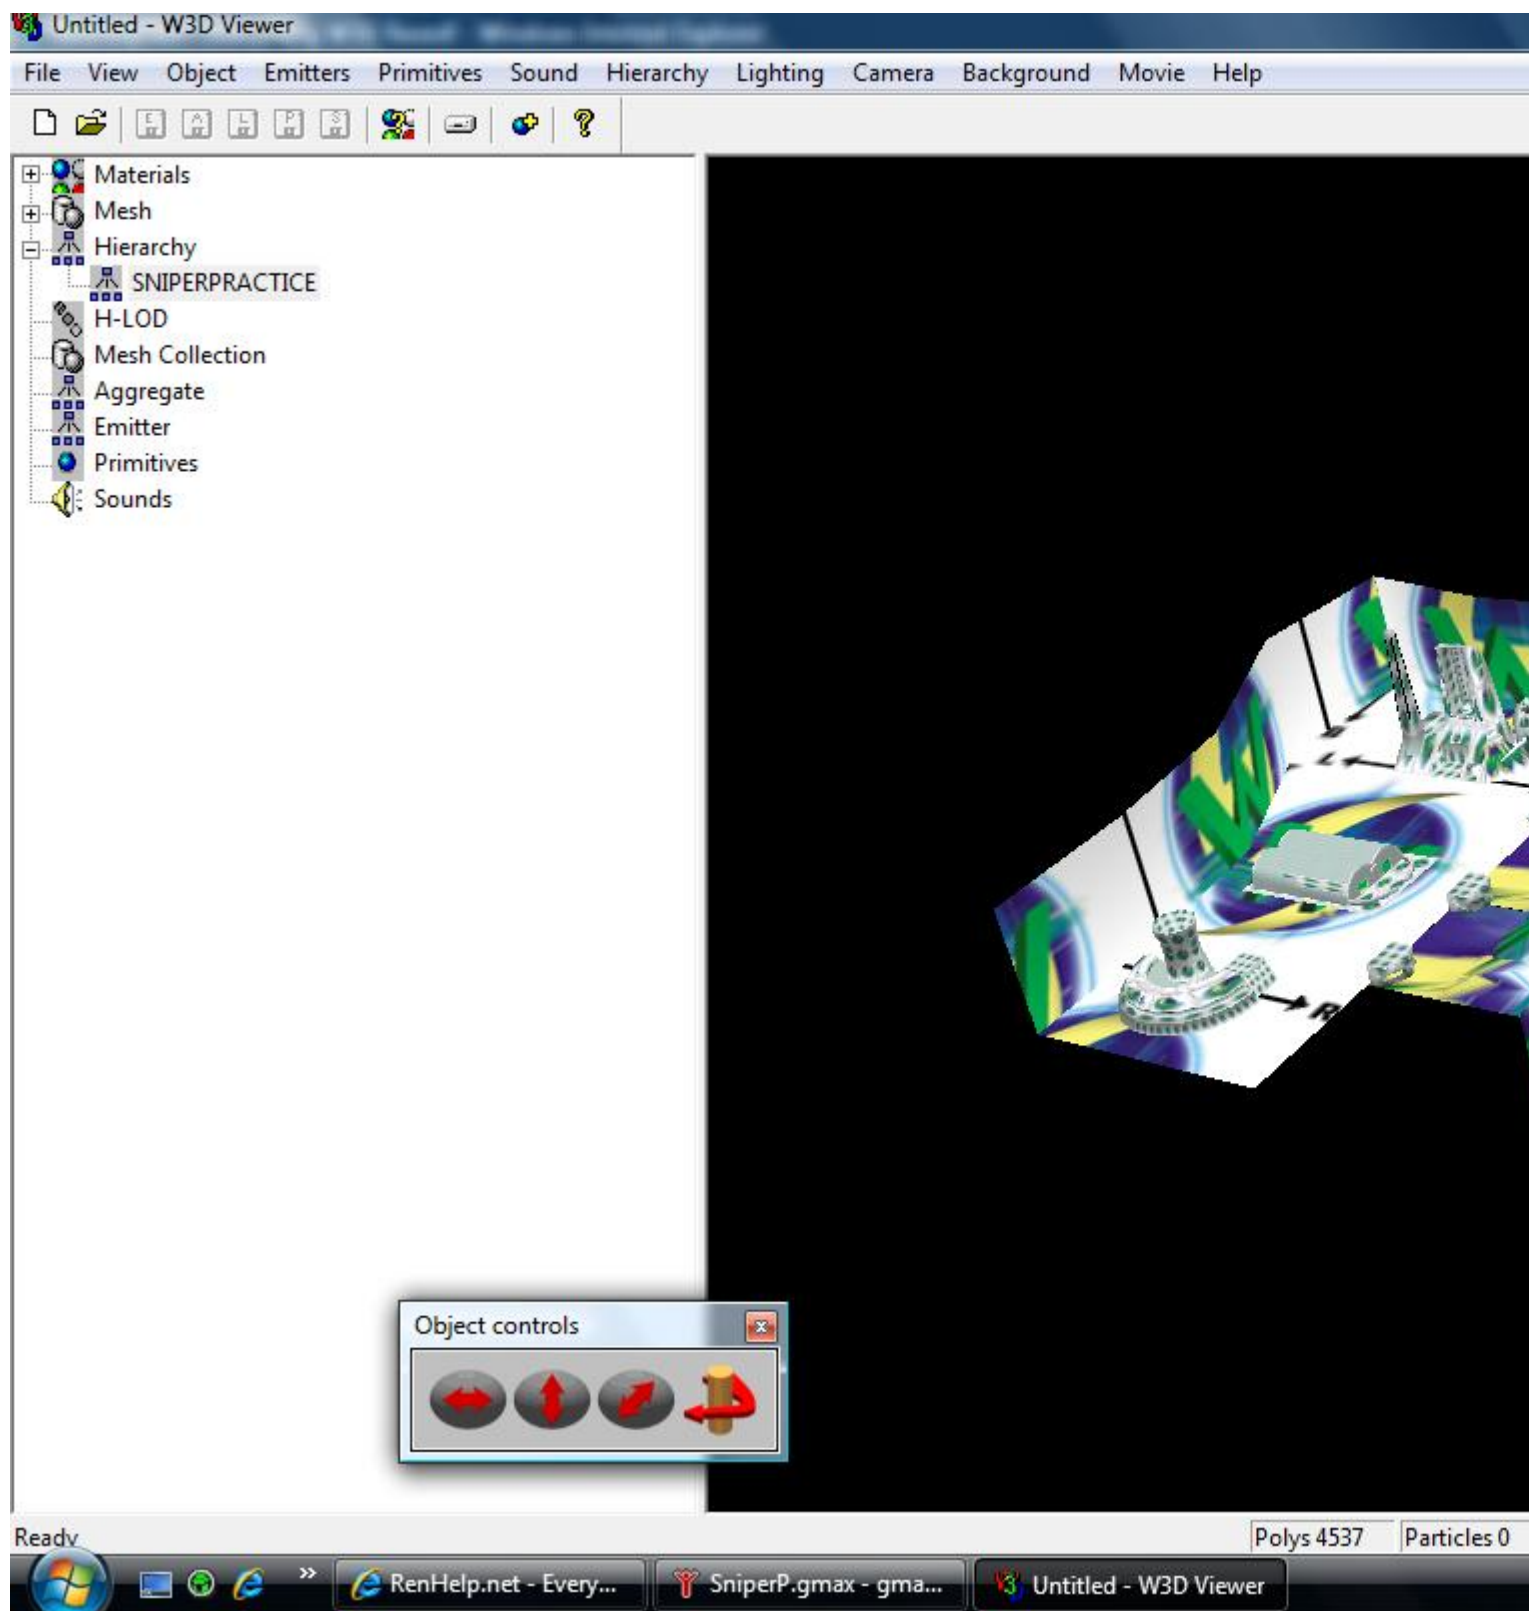 Untitled - W3D Viewer
File View Object Emitters Primitives Sound Hierarchy Lighting Camera Background Movie Help
Materials
Mesh
Hierarchy
SNIPERPRACTICE
H-LOD
Mesh Collection
Aggregate
Emitter
Primitives
Sounds
L
W
R
Object controls
Ready
Polys 4537 Particles 0
RenHelp.net - Every... SniperP.gmax - gma... Untitled - W3D Viewer